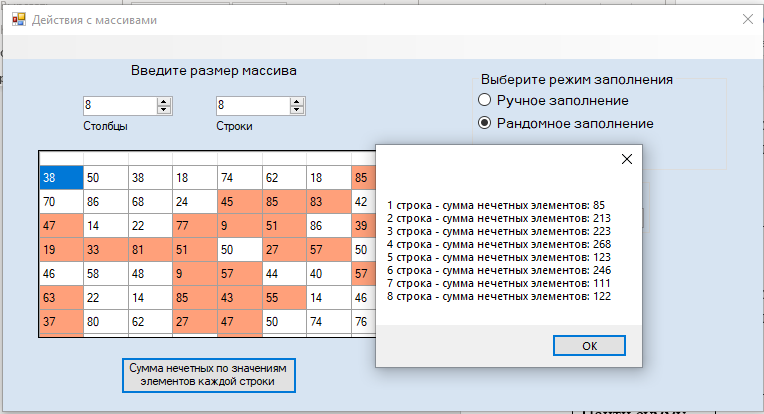 Действия с массивами
Введите размер массива
8 8
Столбцы Строки
Выберите режим заполнения
Ручное заполнение
Рандомное заполнение
38 50 38 18 74 62 18 85
70 86 68 24 45 85 83 42
47 14 22 77 9 51 86 39
19 33 81 51 50 27 57 50
46 58 48 9 57 44 40 57
63 22 14 85 43 55 14 46
37 80 62 27 47 50 74 76
1 строка - сумма нечетных элементов: 85
2 строка - сумма нечетных элементов: 213
3 строка - сумма нечетных элементов: 223
4 строка - сумма нечетных элементов: 268
5 строка - сумма нечетных элементов: 123
6 строка - сумма нечетных элементов: 246
7 строка - сумма нечетных элементов: 111
8 строка - сумма нечетных элементов: 122
OK
Сумма нечетных по значениям
элементов каждой строки